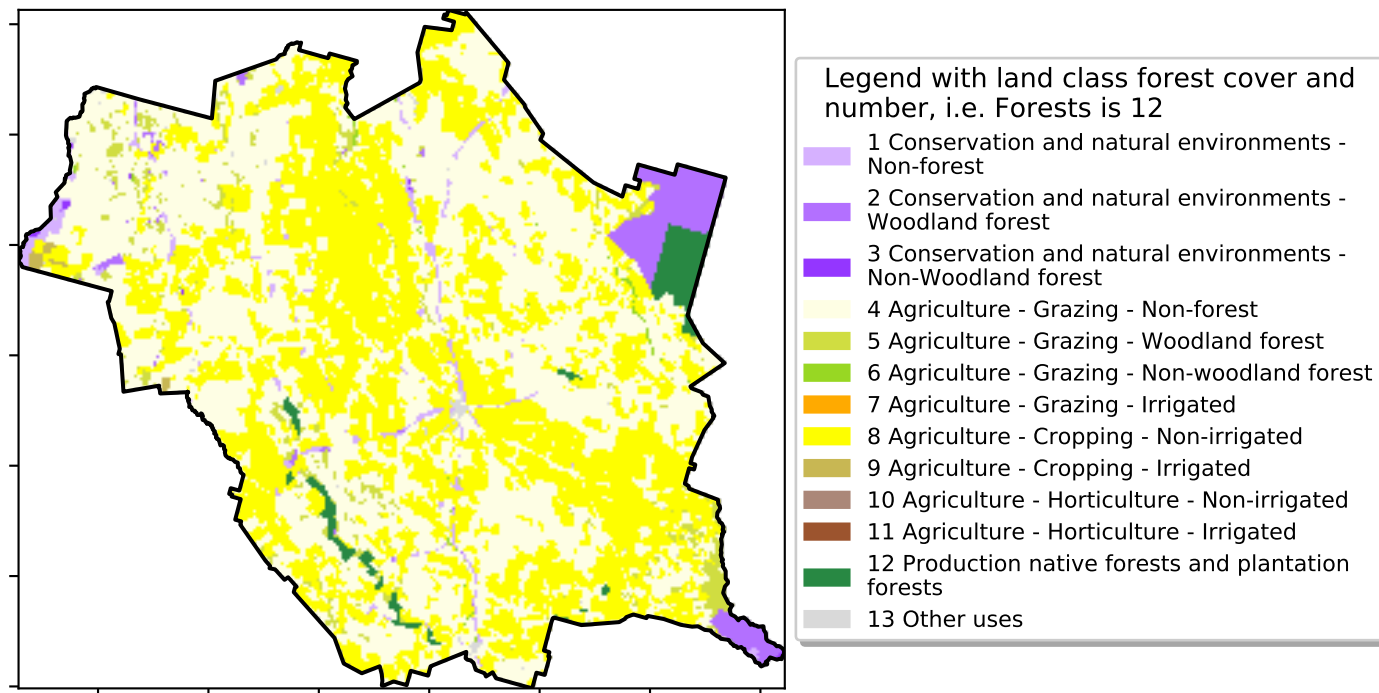 Legend with land class forest cover and
number, i.e. Forests is 12
1 Conservation and natural environments -
Non-forest
2 Conservation and natural environments -
Woodland forest
3 Conservation and natural environments -
Non-Woodland forest
4 Agriculture - Grazing - Non-forest
5 Agriculture - Grazing - Woodland forest
6 Agriculture - Grazing - Non-woodland forest
7 Agriculture - Grazing - Irrigated
8 Agriculture - Cropping - Non-irrigated
9 Agriculture - Cropping - Irrigated
10 Agriculture - Horticulture - Non-irrigated
11 Agriculture - Horticulture - Irrigated
12 Production native forests and plantation
forests
13 Other uses